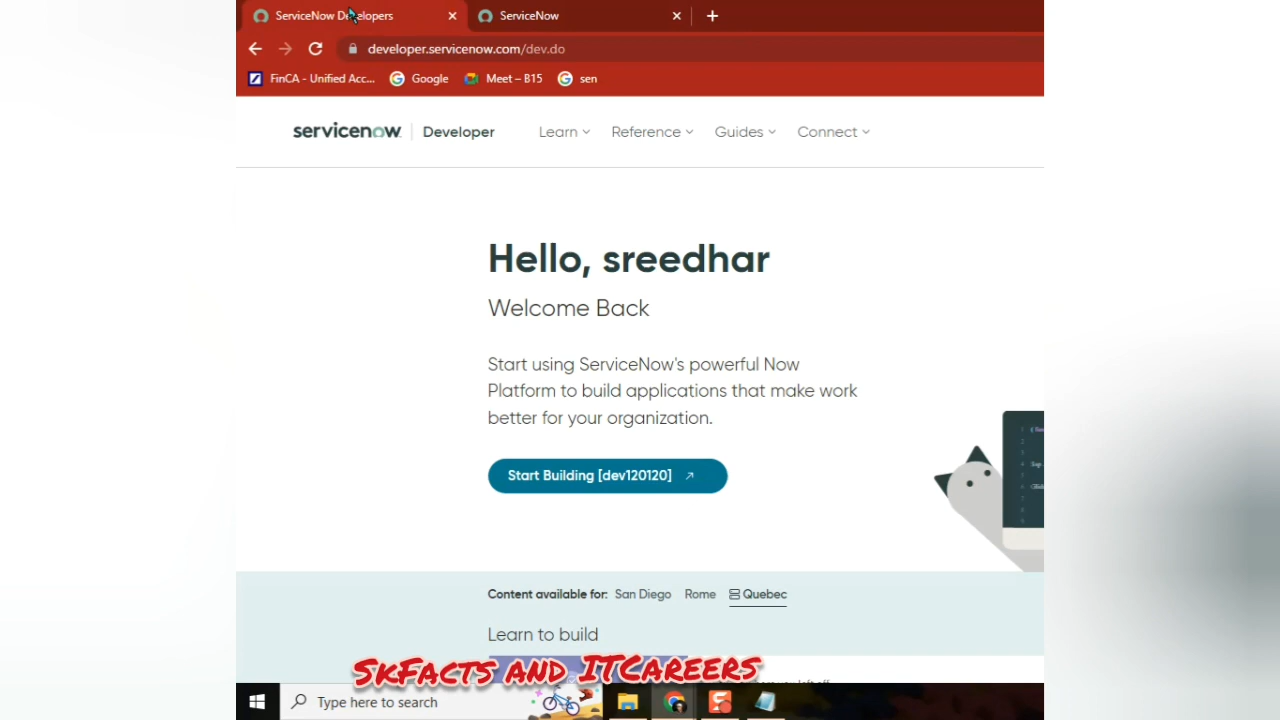 ServiceNow Developers
ServiceNow
developer.servicenow.com/dev.do
FinCA - Unified Acc...
Google
Meet – B15
sen
servicenow
Developer
Learn
Reference
Guides
Connect
Hello, sreedhar
Welcome Back
Start using ServiceNow's powerful Now
Platform to build applications that make work
better for your organization.
Start Building [dev120120]
Content available for: San Diego Rome Quebec
Learn to build
SkFacts and ITCareers
Type here to search